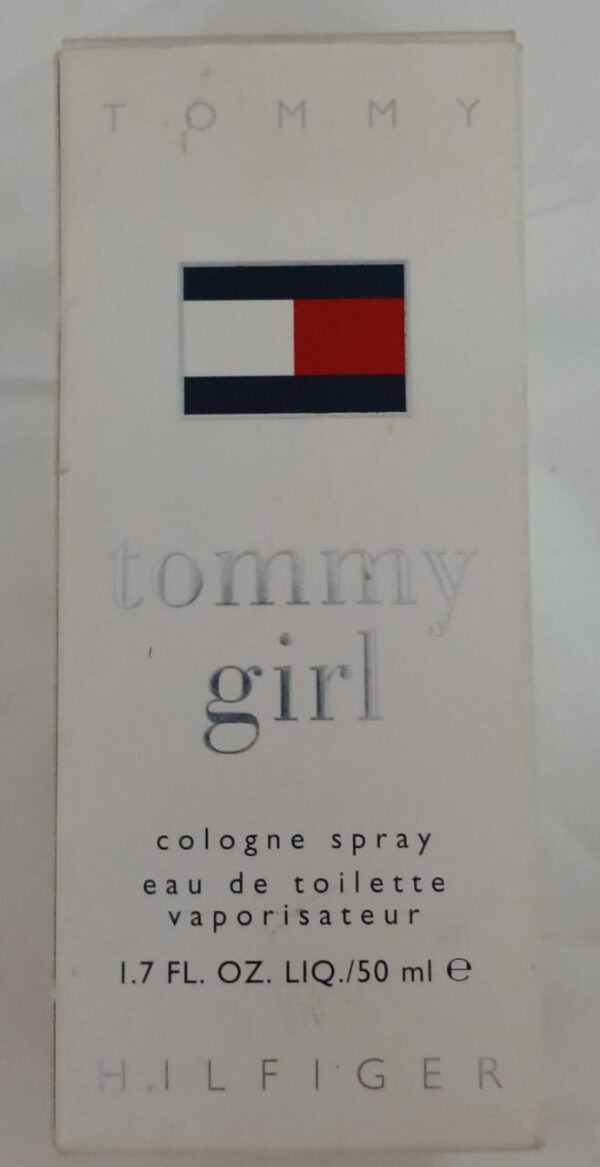 TOMMY
tommy
girl
cologne spray
eau de toilette
vaporisateur
1.7 FL. OZ. LIQ./50 ml ℮
HILFIGER